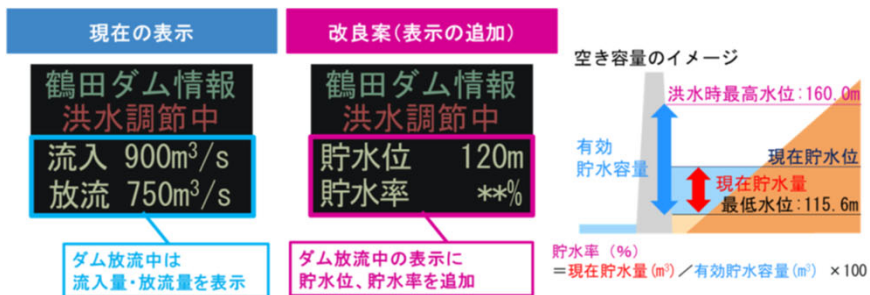 現在の表示
鶴田ダム情報
洪水調節中
流入 900m³/s
放流 750m³/s
ダム放流中は
流入量・放流量を表示
改良案(表示の追加)
鶴田ダム情報
洪水調節中
貯水位 120m
貯水率 **%
ダム放流中の表示に
貯水位、貯水率を追加
空き容量のイメージ
洪水時最高水位:160.0m
有効
貯水容量
現在貯水位
現在貯水量
最低水位:115.6m
貯水率(%)
=現在貯水量(m³)/有効貯水容量(m³) ×100